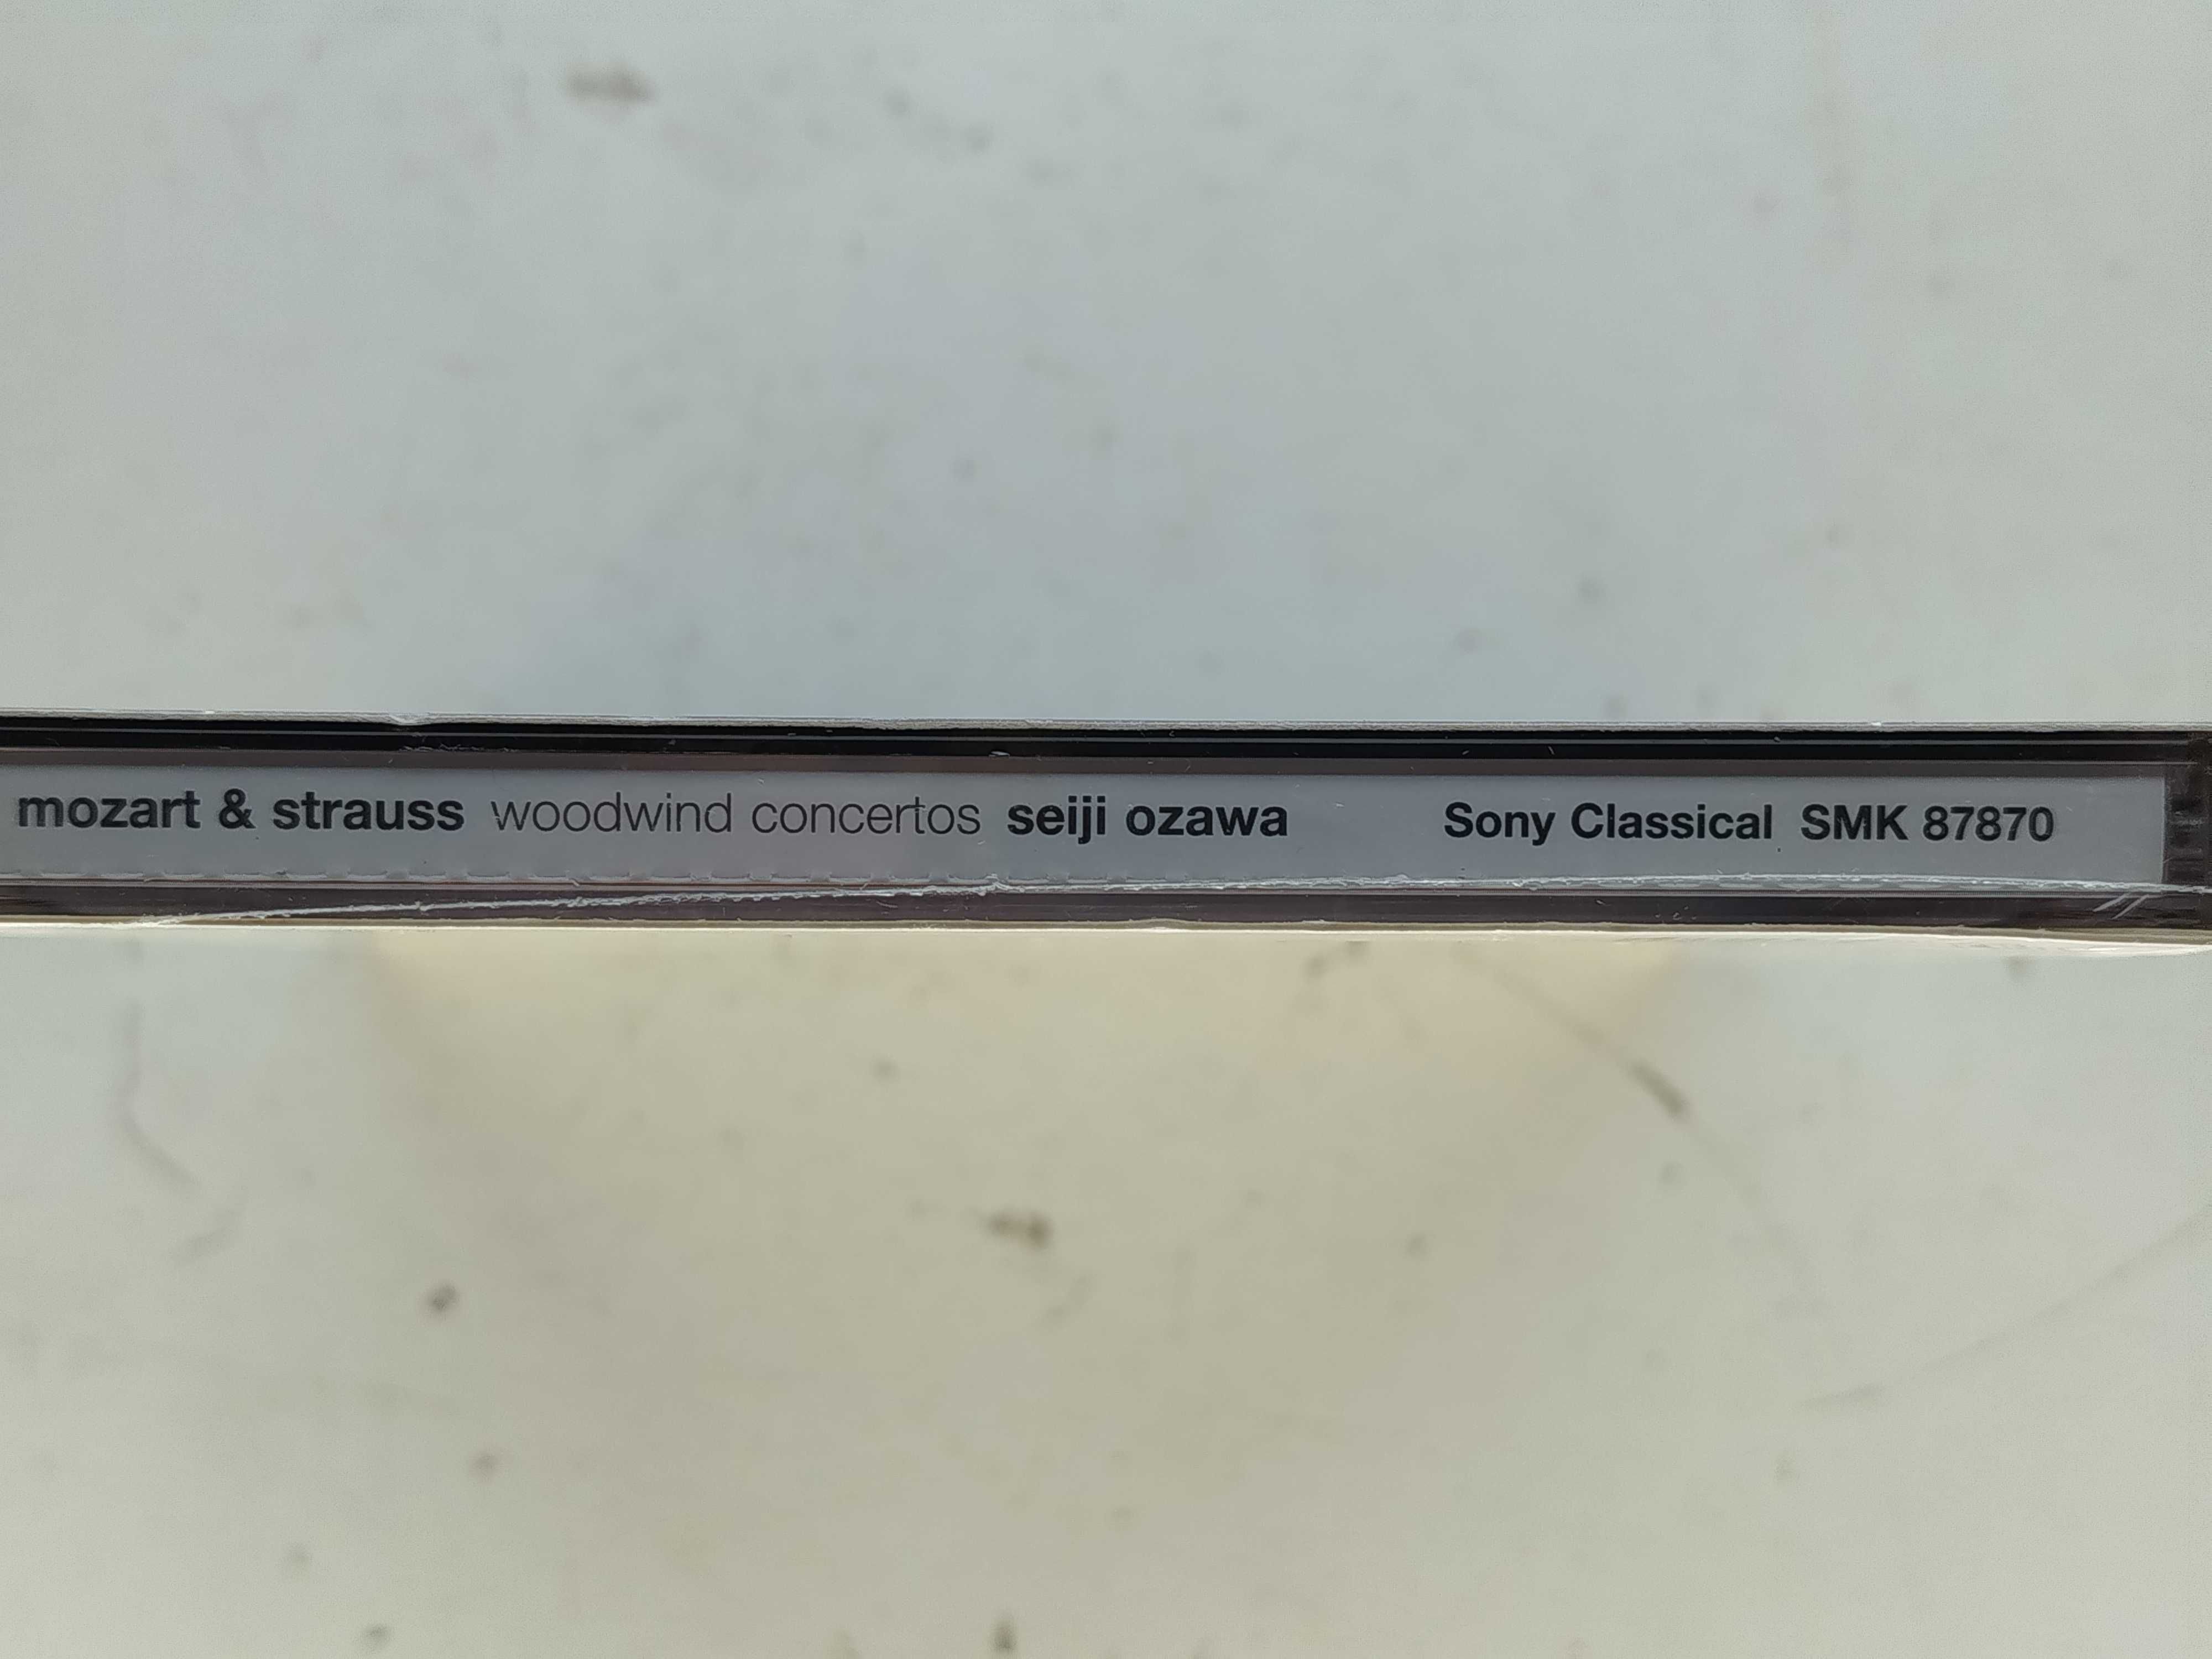 mozart & strauss woodwind concertos seiji ozawa Sony Classical SMK 87870